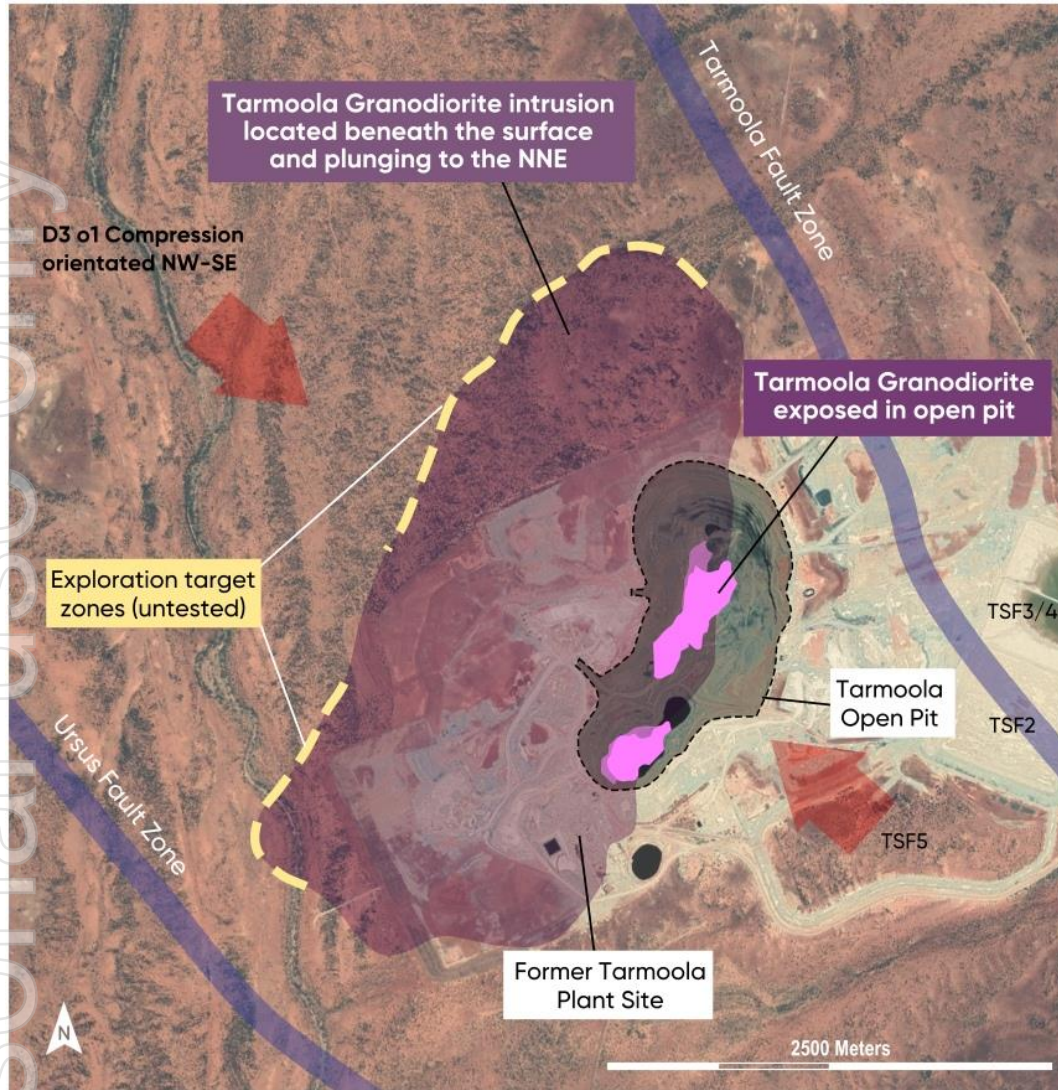 Tarmoola Granodiorite intrusion
located beneath the surface
and plunging to the NNE
Tarmoola Fault Zone
D3 o1 Compression
orientated NW-SE
Tarmoola Granodiorite
exposed in open pit
Exploration target
zones (untested)
TSF3/4
Tarmoola
Open Pit
TSF2
Ursus Fault Zone
TSF5
Former Tarmoola
Plant Site
N
2500 Meters